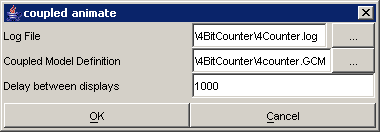 coupled animate
Log File \4BitCounter\4Counter.log ...
Coupled Model Definition \4BitCounter\4counter.GCM ...
Delay between displays 1000
OK Cancel